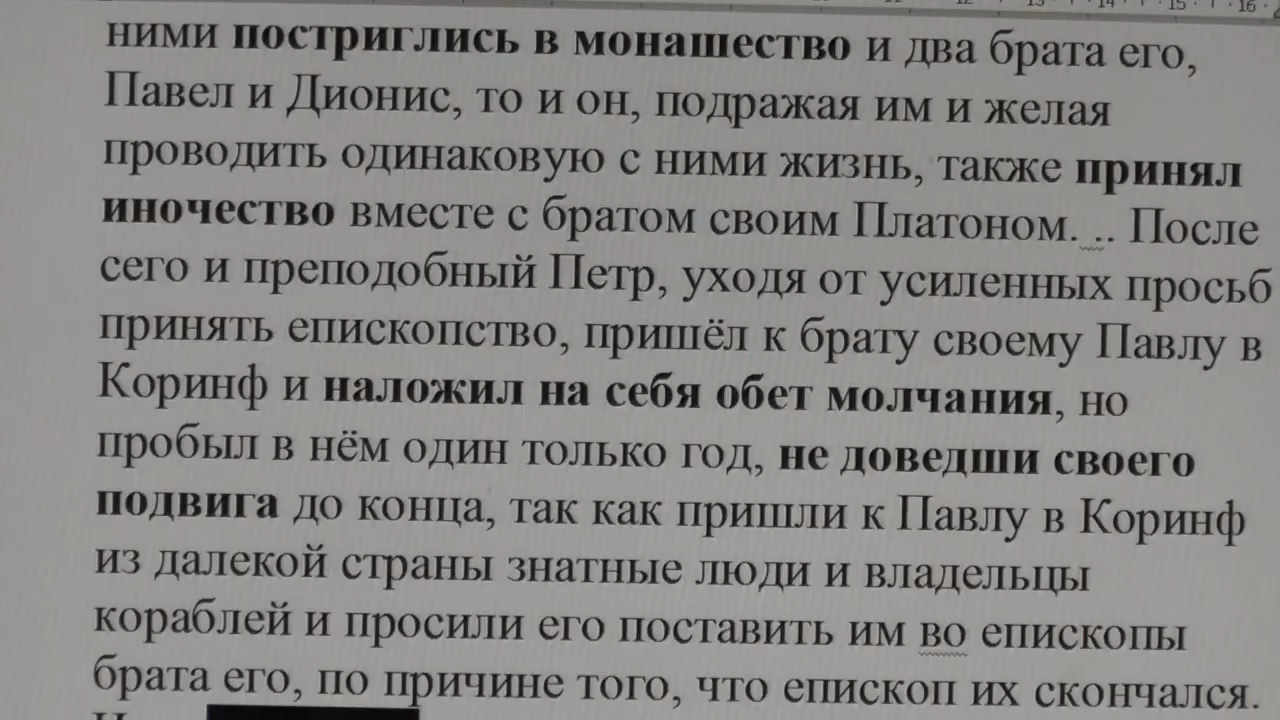 ними постриглись в монашество и два брата его,
Павел и Дионис, то и он, подражая им и желая
проводить одинаковую с ними жизнь, также принял
иночество вместе с братом своим Платоном. .. После
сего и преподобный Петр, уходя от усиленных просьб
принять епископство, пришёл к брату своему Павлу в
Коринф и наложил на себя обет молчания, но
пробыл в нём один только год, не доведши своего
подвига до конца, так как пришли к Павлу в Коринф
из далекой страны знатные люди и владельцы
кораблей и просили его поставить им во епископы
брата его, по причине того, что епископ их скончался.